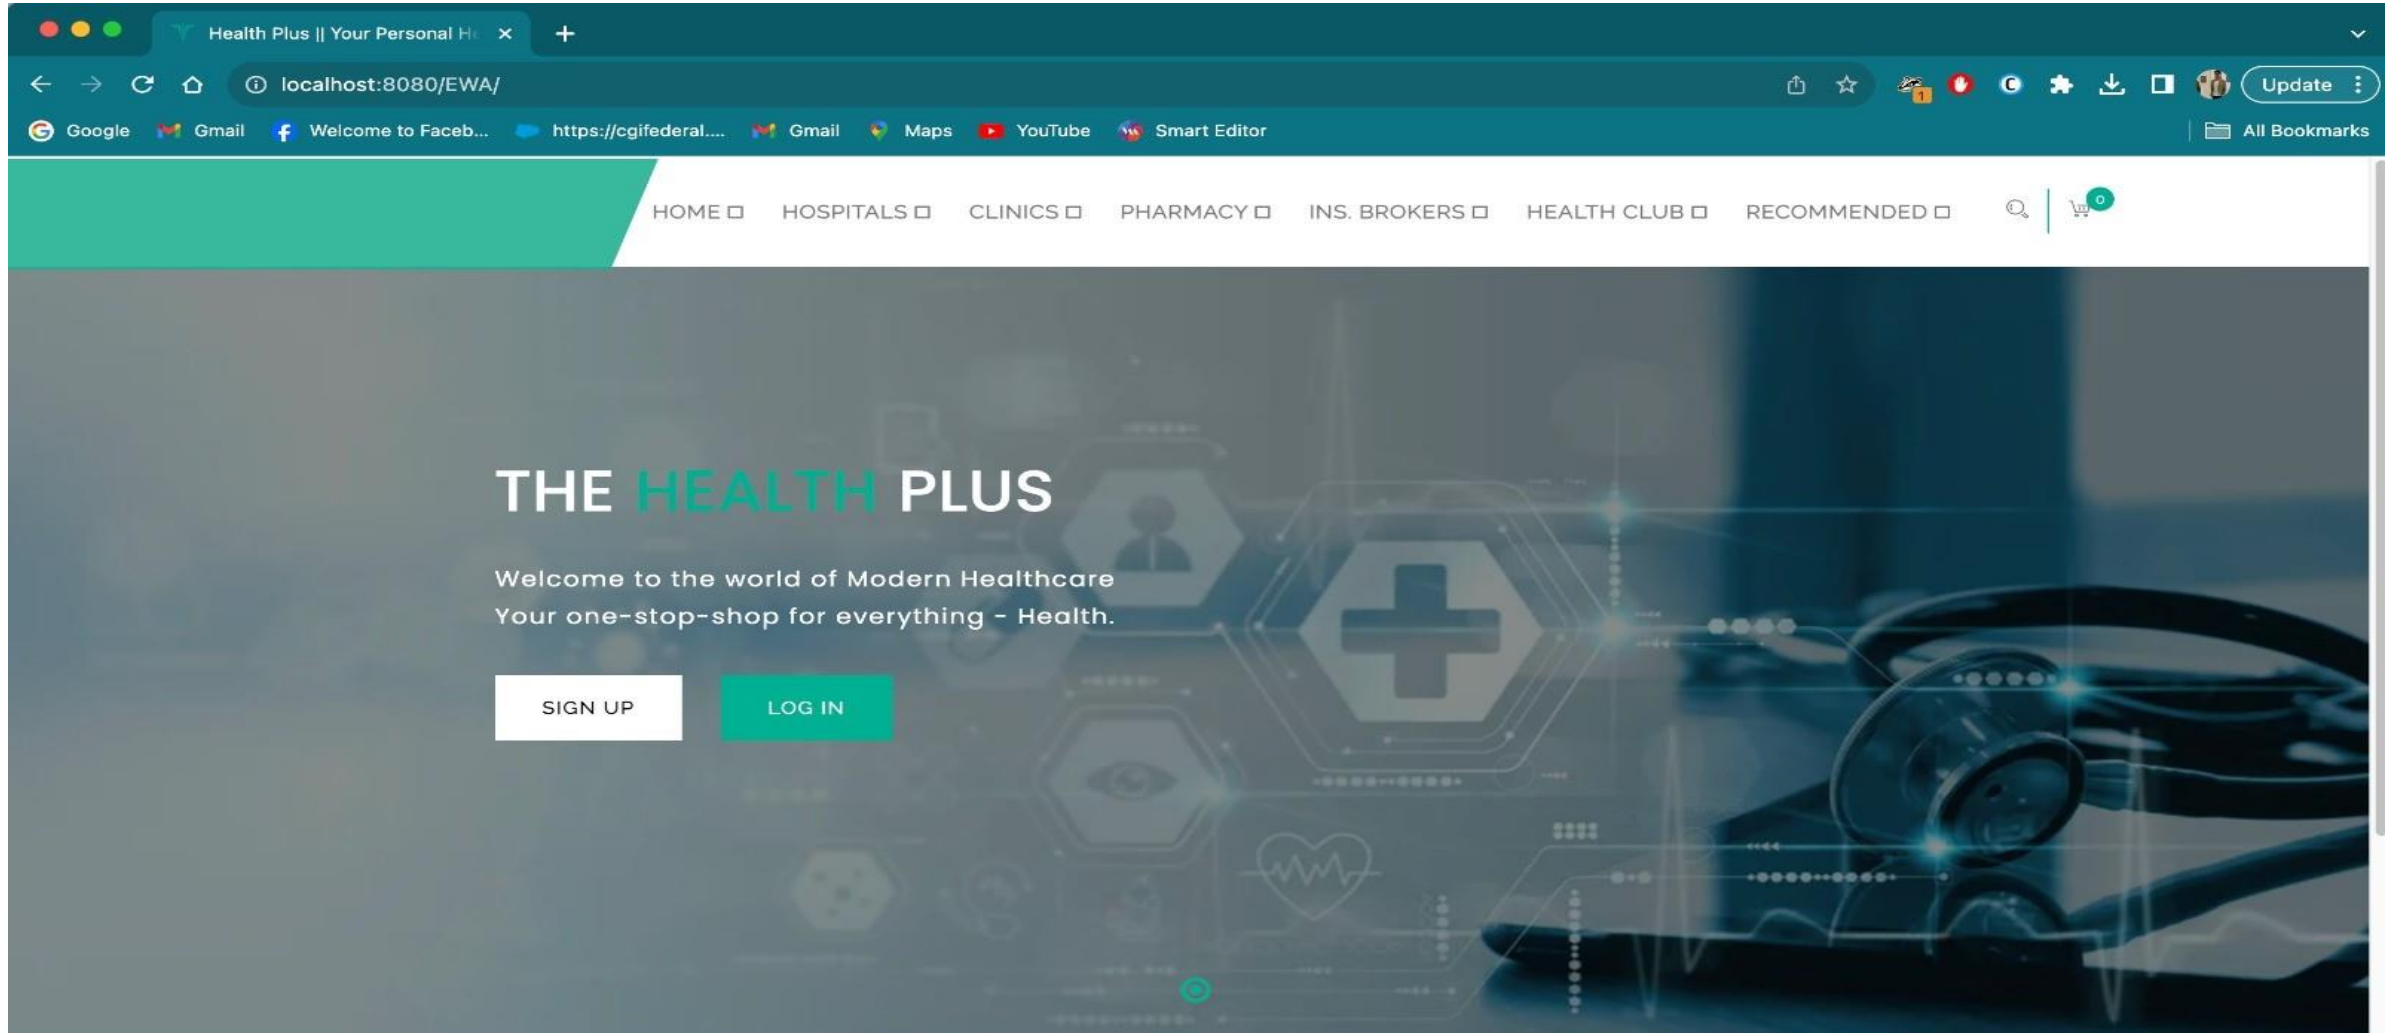 Health Plus || Your Personal He
localhost:8080/EWA/
1
C
Update
Google Gmail Welcome to Faceb... https://cgifederal.... Gmail Maps YouTube Smart Editor All Bookmarks
HOME HOSPITALS CLINICS PHARMACY INS. BROKERS HEALTH CLUB RECOMMENDED 0
THE HEALTH PLUS
Welcome to the world of Modern Healthcare
Your one-stop-shop for everything - Health.
SIGN UP LOG IN